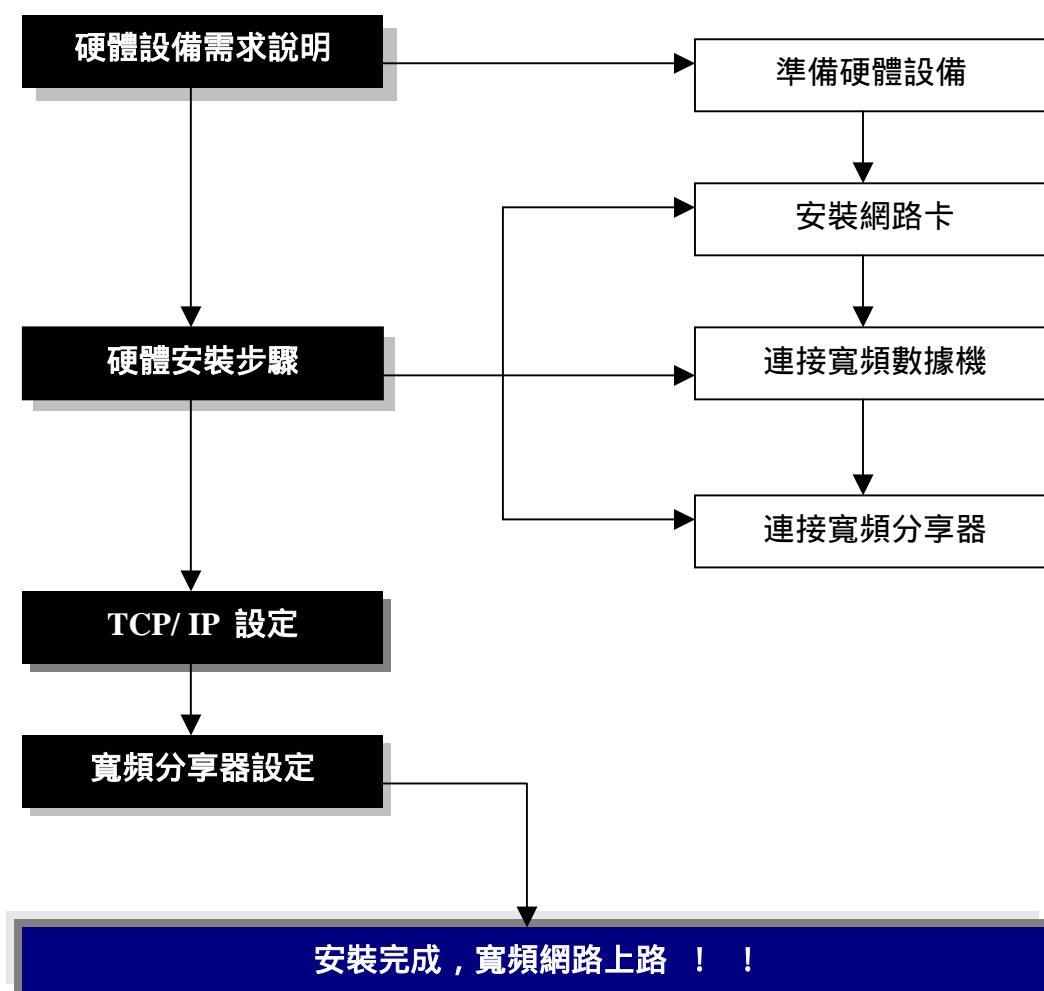 硬體設備需求說明
準備硬體設備
安裝網路卡
硬體安裝步驟
連接寬頻數據機
連接寬頻分享器
TCP/ IP 設定
寬頻分享器設定
安裝完成，寬頻網路上路 ！ ！